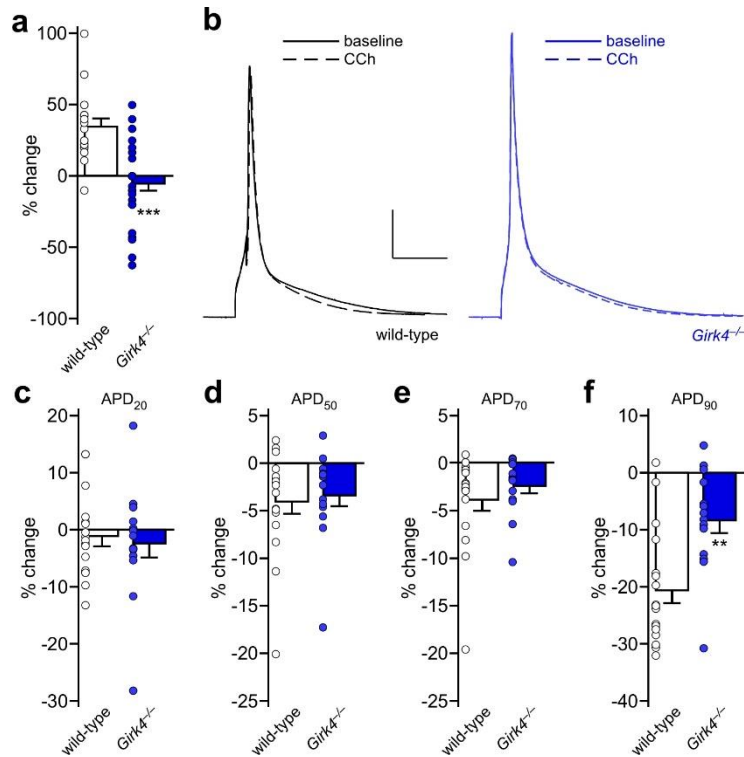 a
100
50
0
-50
-100
% change
wild-type
Girk4⁻/⁻
***
b
baseline
CCh
wild-type
baseline
CCh
Girk4⁻/⁻
c
APD₂₀
20
10
0
-10
-20
-30
% change
wild-type
Girk4⁻/⁻
d
APD₅₀
5
0
-5
-10
-15
-20
-25
% change
wild-type
Girk4⁻/⁻
e
APD₇₀
5
0
-5
-10
-15
-20
-25
% change
wild-type
Girk4⁻/⁻
f
APD₉₀
10
0
-10
-20
-30
-40
% change
**
wild-type
Girk4⁻/⁻